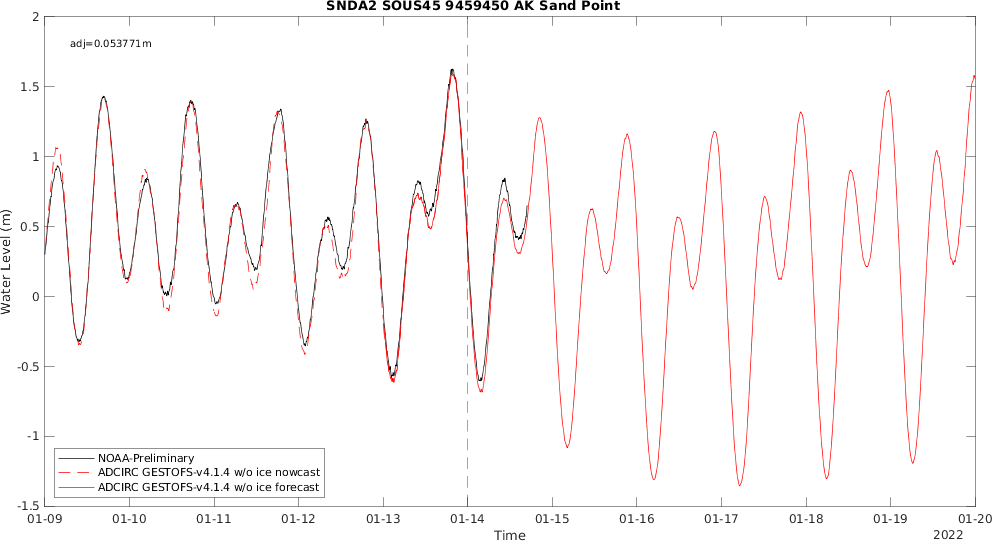 SNDA2 SOUS45 9459450 AK Sand Point
2
adj=0.053771m
1.5
1
0.5
0
-0.5
-1
-1.5
Water Level (m)
NOAA-Preliminary
ADCIRC GESTOFS-v4.1.4 w/o ice nowcast
ADCIRC GESTOFS-v4.1.4 w/o ice forecast
01-09 01-10 01-11 01-12 01-13 01-14 01-15 01-16 01-17 01-18 01-19 01-20
Time
2022